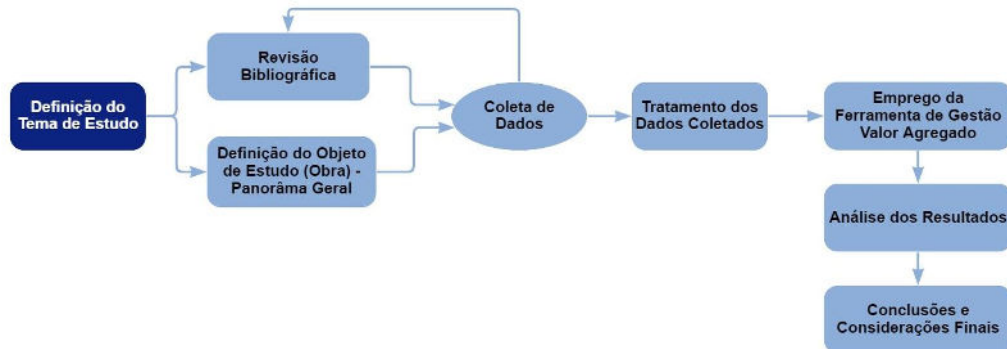 Definição do
Tema de Estudo
Revisão
Bibliográfica
Definição do Objeto
de Estudo (Obra) -
Panorâma Geral
Coleta de
Dados
Tratamento dos
Dados Coletados
Emprego da
Ferramenta de Gestão
Valor Agregado
Análise dos Resultados
Conclusões e
Considerações Finais